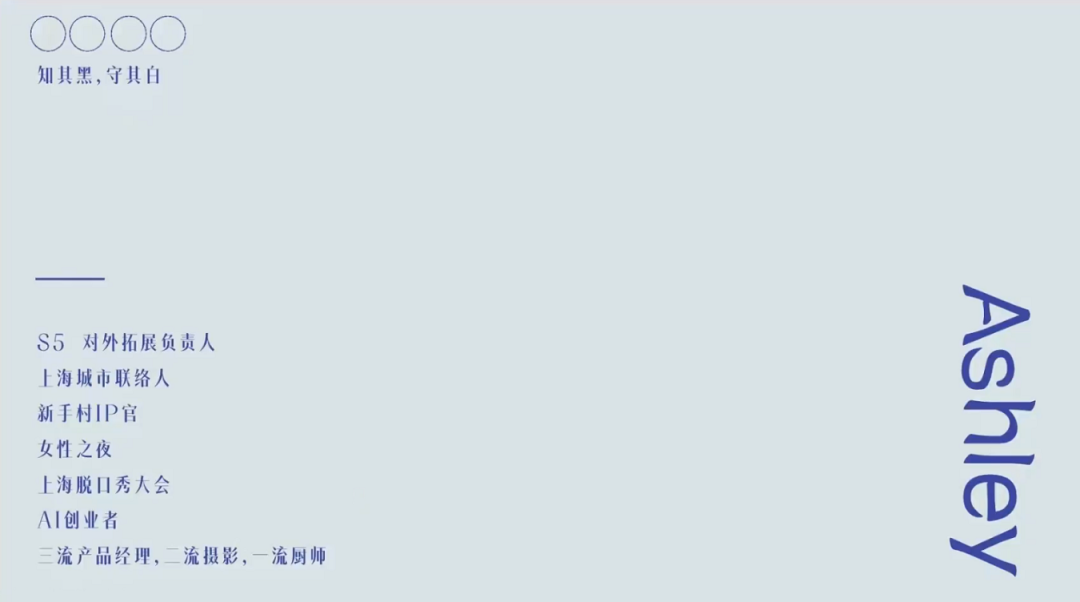 知其黑,守其白
S5 对外拓展负责人
上海城市联络人
新手村IP官
女性之夜
上海脱口秀大会
AI创业者
三流产品经理,二流摄影,一流厨师
Ashley